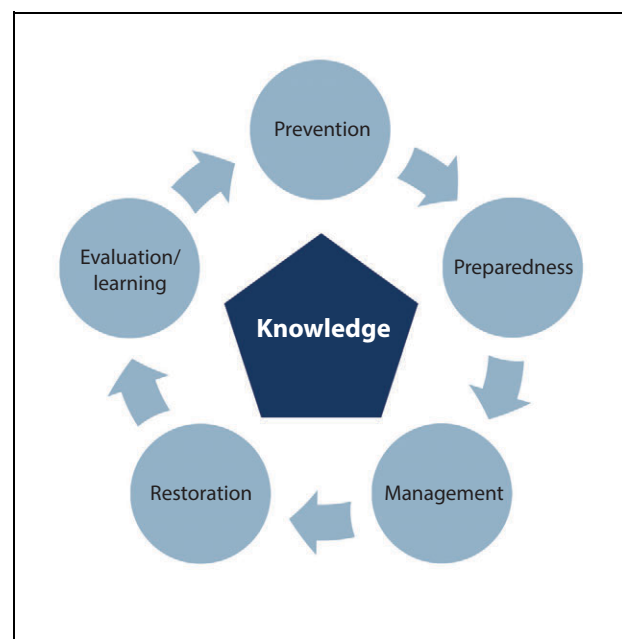 Prevention
Preparedness
Management
Restoration
Evaluation/
learning
Knowledge